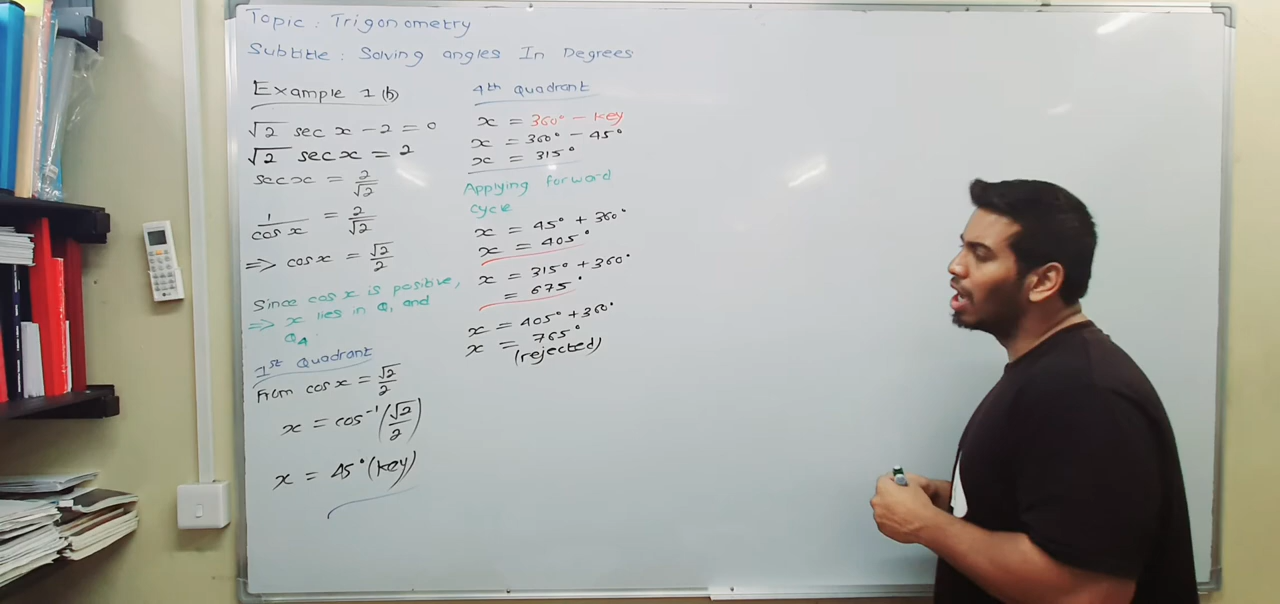 Topic : Trigonometry
Subtitle : Solving angles In Degrees
Example 1 (b)
√2 sec x - 2 = 0
√2 sec x = 2
sec x = 2/√2
1/cos x = 2/√2
=> cos x = √2/2
Since cos x is positive,
=> x lies in Q1 and
Q4.
1st Quadrant
From cos x = √2/2
x = cos⁻¹(√2/2)
x = 45° (key)
4th Quadrant
x = 360° - key
x = 360° - 45°
x = 315°
Applying forward
cycle
x = 45° + 360°
x = 405°
x = 315° + 360°
= 675°
x = 405° + 360°
x = 765°
(rejected)